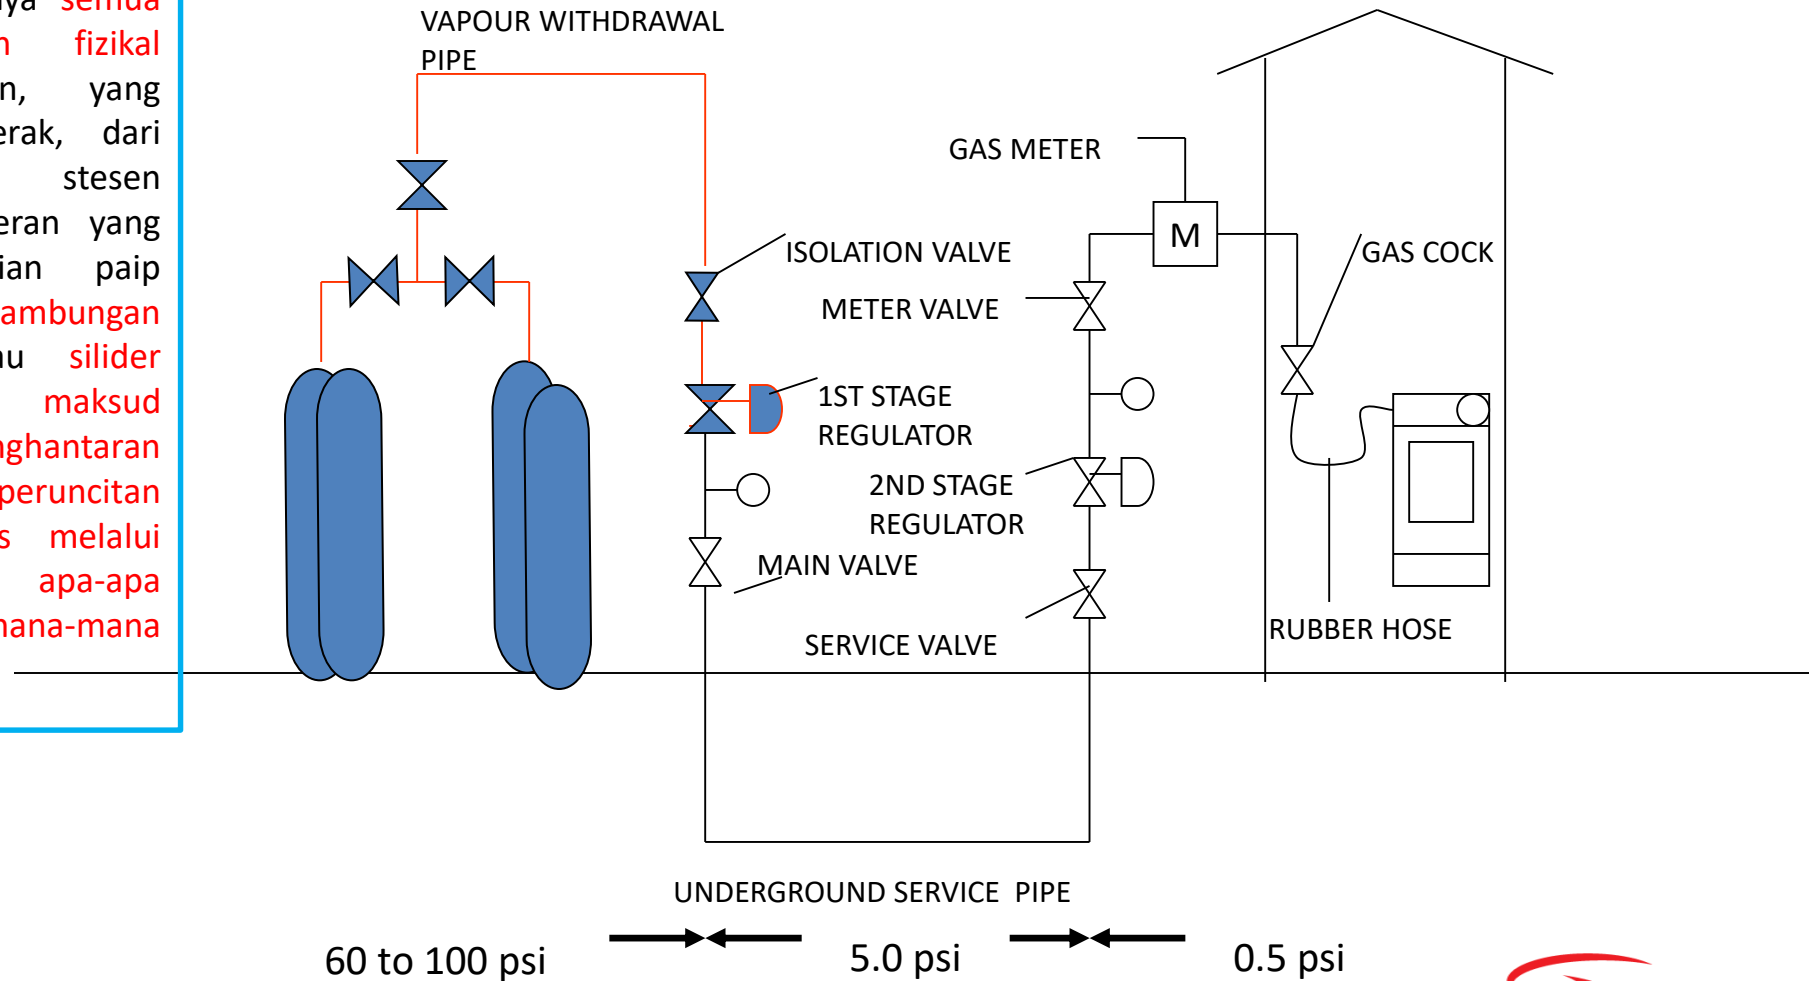 semua
fizikal
yang
dari
stesen
yang
paip
silider
maksud
melalui
apa-apa
VAPOUR WITHDRAWAL
PIPE
GAS METER
M
ISOLATION VALVE
GAS COCK
METER VALVE
1ST STAGE
REGULATOR
2ND STAGE
REGULATOR
MAIN VALVE
SERVICE VALVE
RUBBER HOSE
UNDERGROUND SERVICE PIPE
60 to 100 psi
5.0 psi
0.5 psi